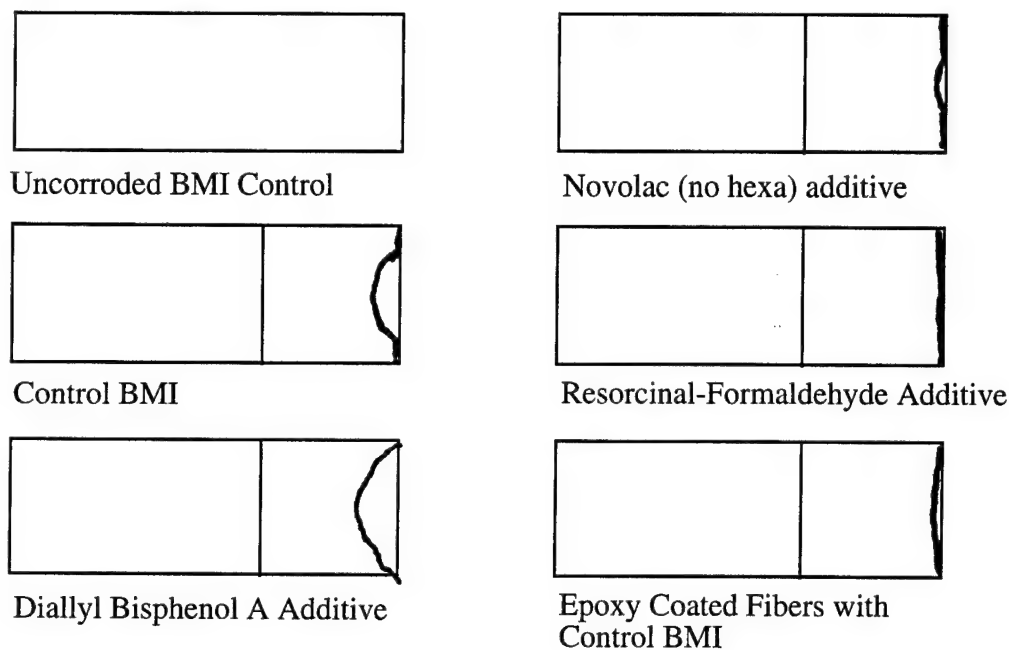 Uncorroded BMI Control
Novolac (no hexa) additive
Control BMI
Resorcinal-Formaldehyde Additive
Diallyl Bisphenol A Additive
Epoxy Coated Fibers with
Control BMI